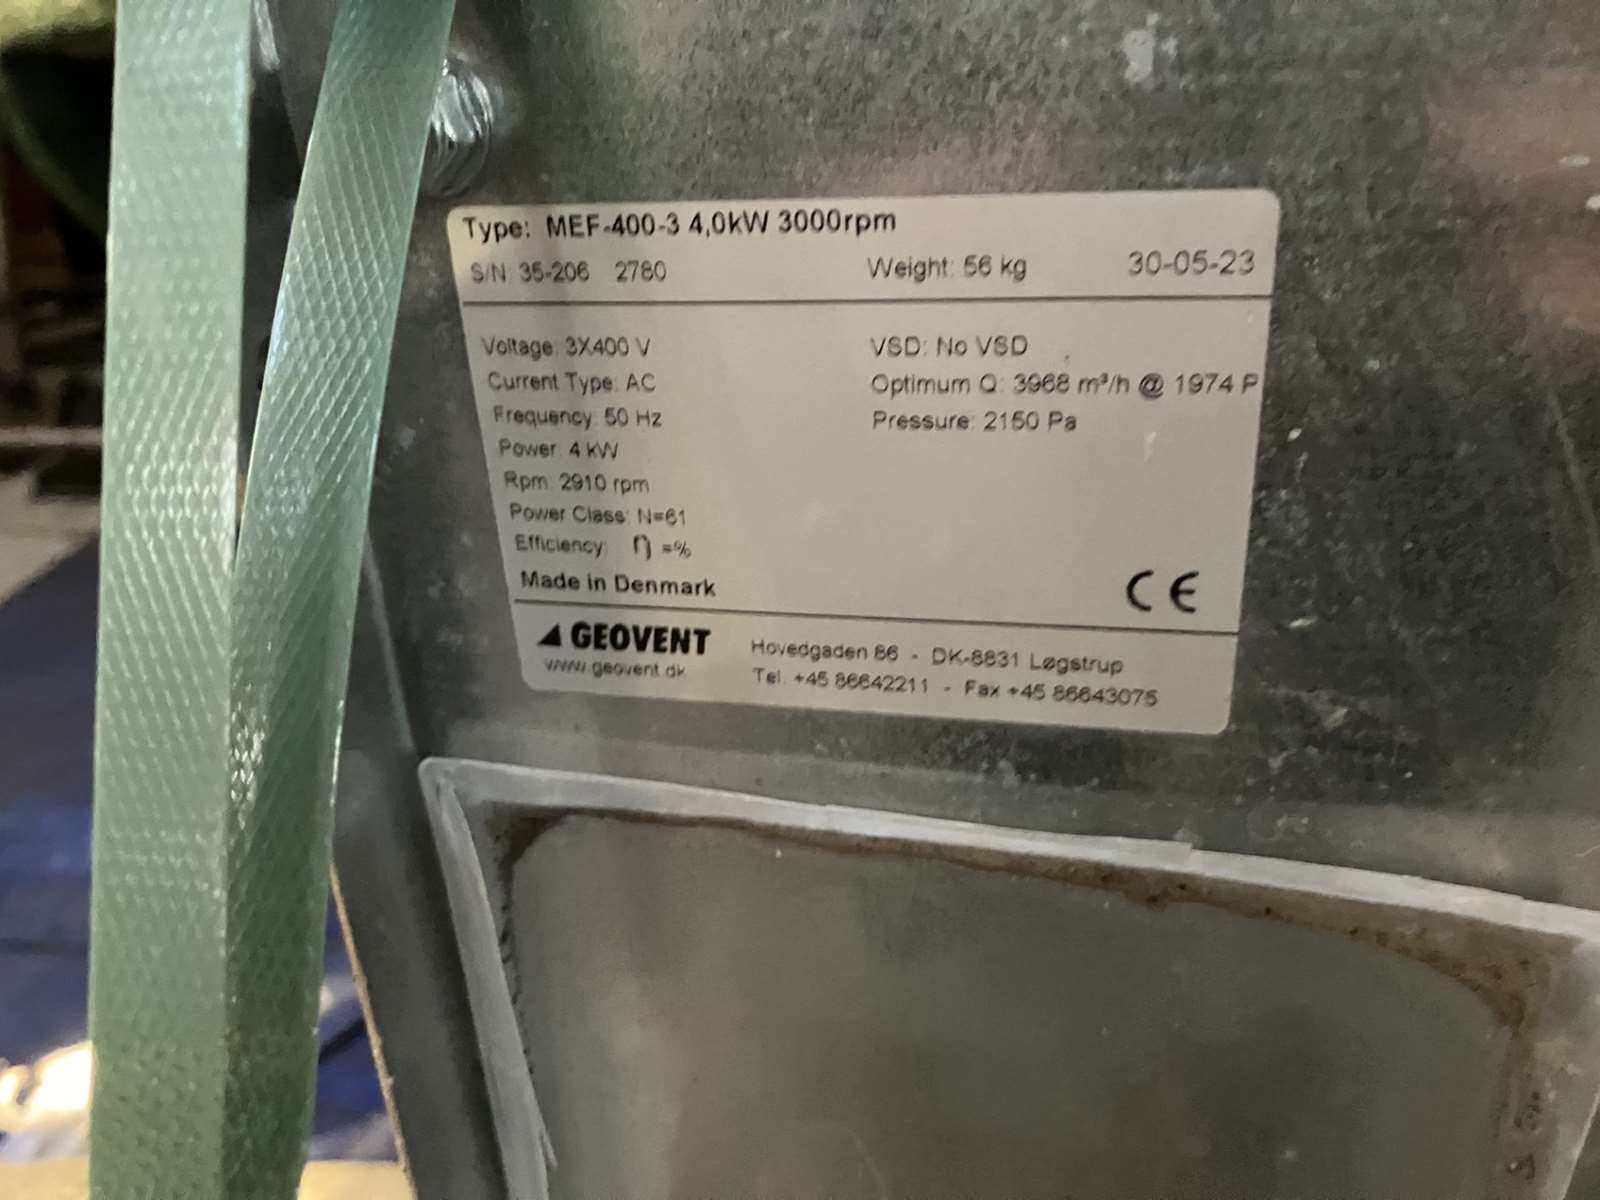 Type: MEF-400-3 4,0kW 3000rpm
S/N: 35-206 2780 Weight: 56 kg 30-05-23
Voltage: 3X400 V
Current Type: AC
Frequency: 50 Hz
Power: 4 kW
Rpm: 2910 rpm
Power Class: N=61
Efficiency: η =%
Made in Denmark
VSD: No VSD
Optimum Q: 3968 m³/h @ 1974 P
Pressure: 2150 Pa
CE
GEOVENT
www.geovent.dk
Hovedgaden 86 - DK-8831 Løgstrup
Tel. +45 86642211 - Fax +45 86643075